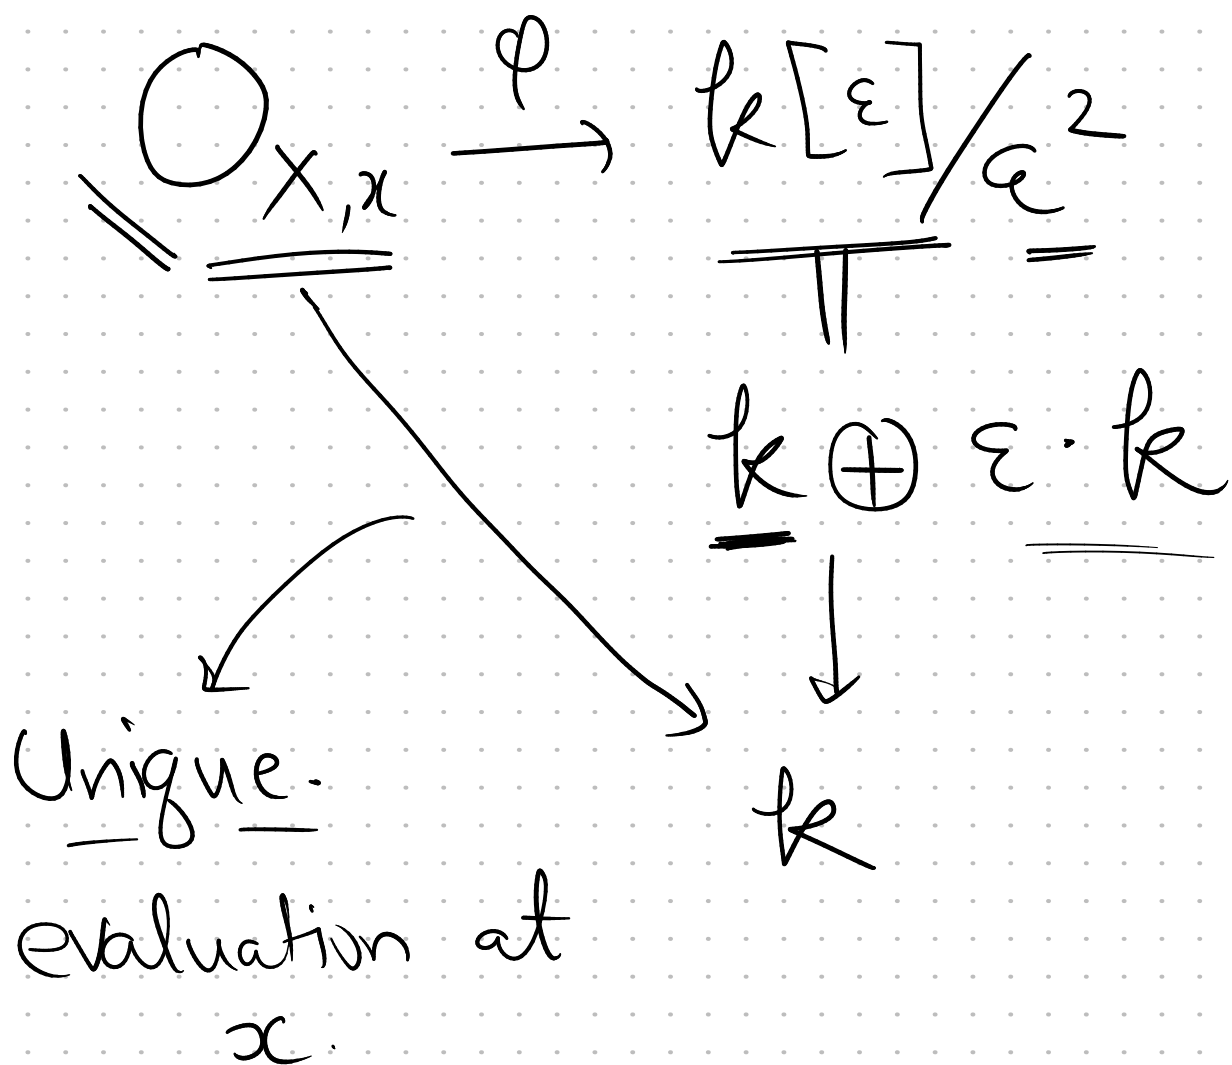 φ
O_{X,x} → k[ε]/ε²
k ⊕ ε · k
k
Unique.
evaluation at
x.